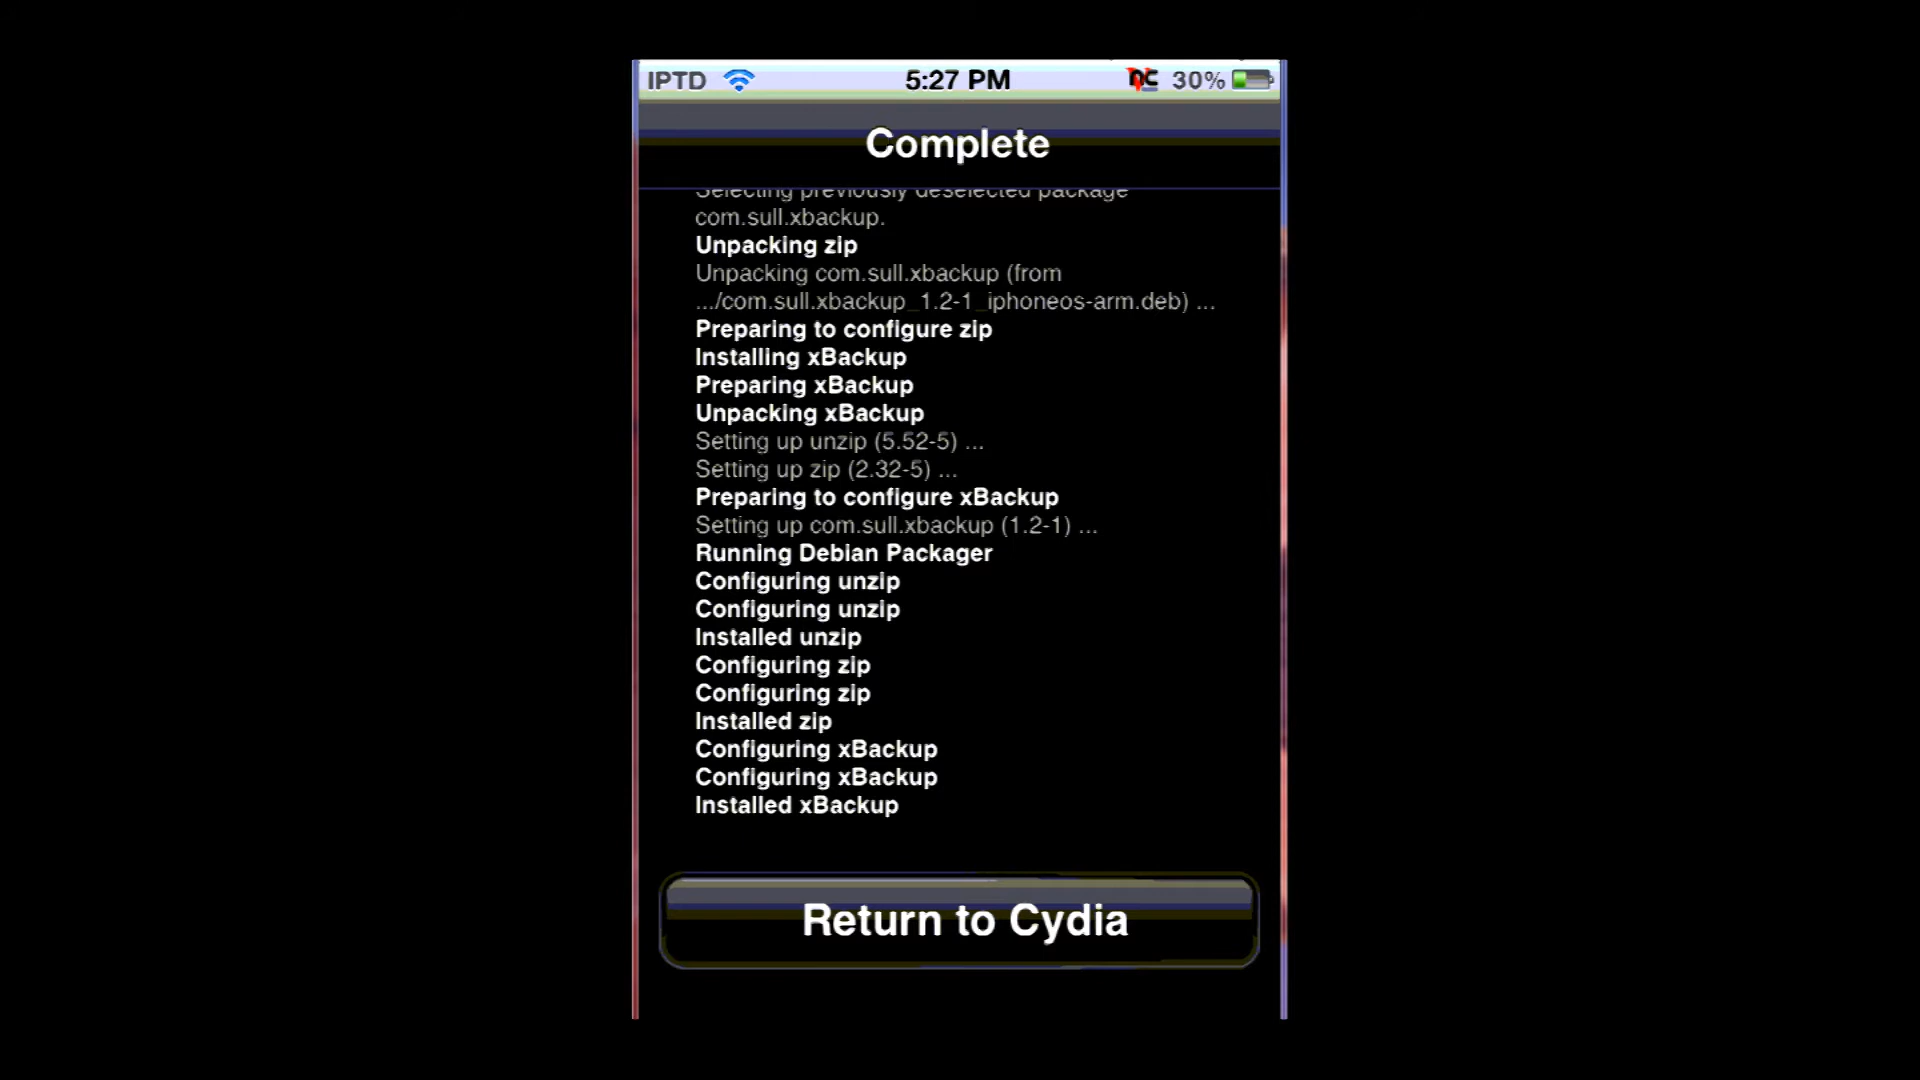 IPTD 5:27 PM 30%
Complete
Selecting previously deselected package
com.sull.xbackup.
Unpacking zip
Unpacking com.sull.xbackup (from
.../com.sull.xbackup_1.2-1_iphoneos-arm.deb) ...
Preparing to configure zip
Installing xBackup
Preparing xBackup
Unpacking xBackup
Setting up unzip (5.52-5) ...
Setting up zip (2.32-5) ...
Preparing to configure xBackup
Setting up com.sull.xbackup (1.2-1) ...
Running Debian Packager
Configuring unzip
Configuring unzip
Installed unzip
Configuring zip
Configuring zip
Installed zip
Configuring xBackup
Configuring xBackup
Installed xBackup
Return to Cydia